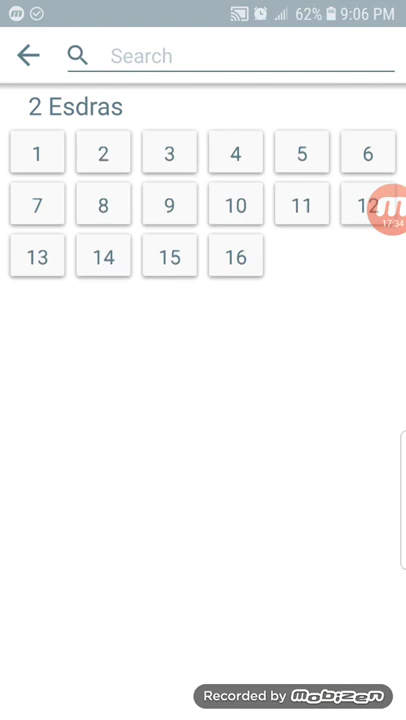 62% 9:06 PM
Search
2 Esdras
1 2 3 4 5 6
7 8 9 10 11 12
17:34
13 14 15 16
Recorded by mobizen